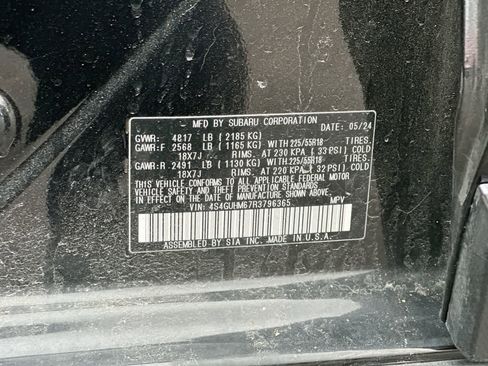 MFD BY SUBARU CORPORATION DATE: 05/24
GVWR: 4817 LB (2185 KG) TIRES.
GAWR:F 2568 LB (1165 KG) WITH 225/55R18
18X7J RIMS. AT 230 KPA (33 PSI) COLD
GAWR:R 2491 LB (1130 KG) WITH 225/55R18 TIRES.
18X7J RIMS. AT 220 KPA (32 PSI) COLD
THIS VEHICLE CONFORMS TO ALL APPLICABLE FEDERAL MOTOR
VEHICLE SAFETY, BUMPER, AND THEFT PREVENTION STANDARDS
IN EFFECT ON THE DATE OF MANUFACTURE SHOWN ABOVE.
VIN: 4S4GUHM67R3796365 MPV
ASSEMBLED BY SIA INC. MADE IN U.S.A.